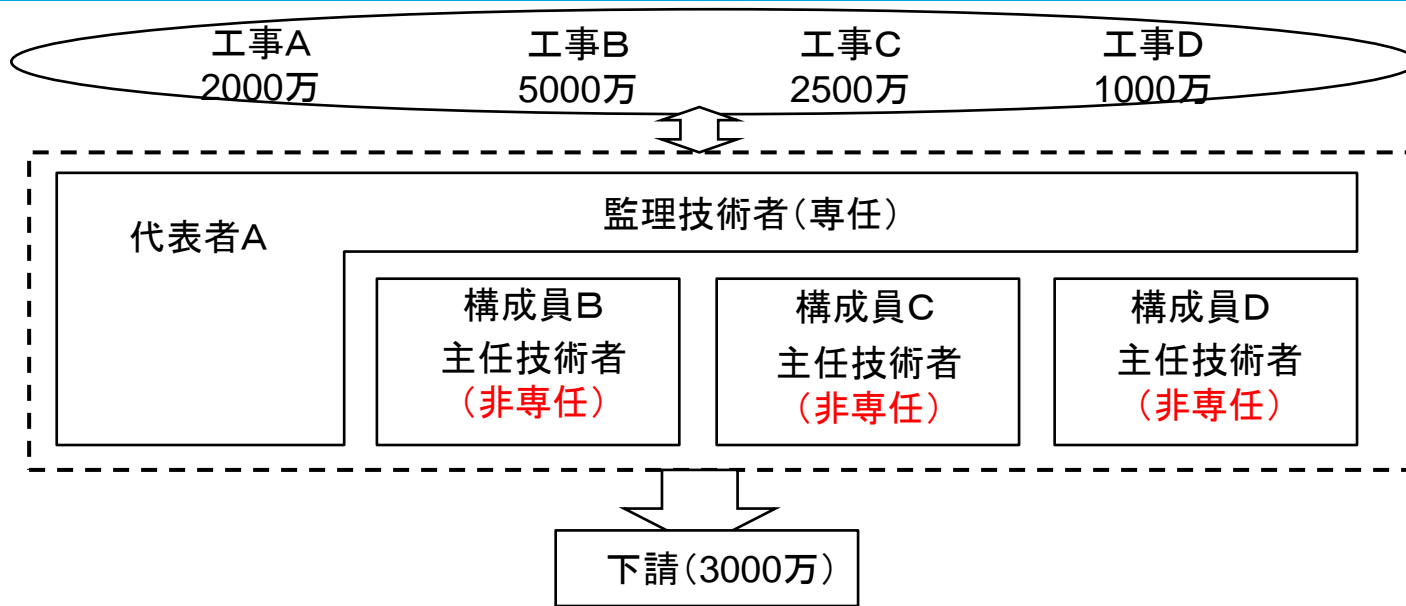 工事A
2000万
工事B
5000万
工事C
2500万
工事D
1000万
代表者A
監理技術者(専任)
構成員B
主任技術者
(非専任)
構成員C
主任技術者
(非専任)
構成員D
主任技術者
(非専任)
下請(3000万)